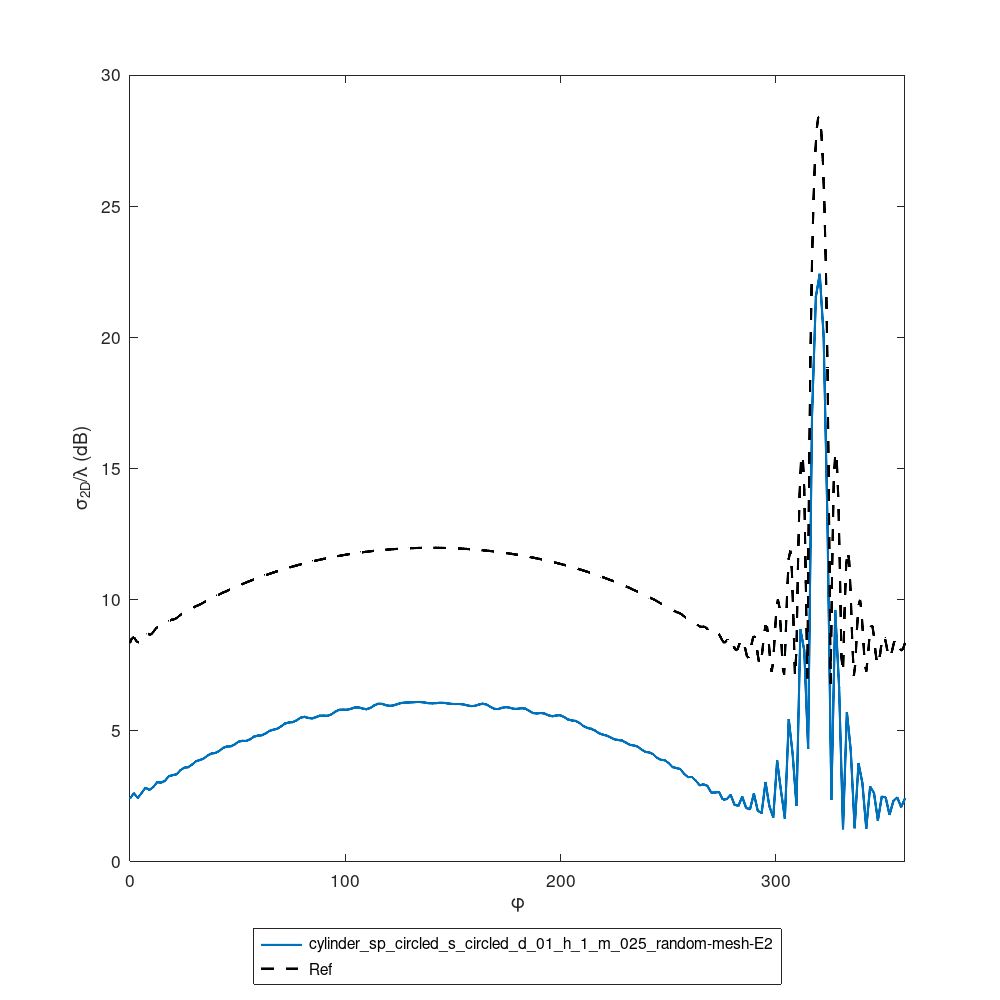 30
25
20
15
10
5
0
σ2D/λ (dB)
0 100 200 300
φ
cylinder_sp_circled_s_circled_d_01_h_1_m_025_random-mesh-E2
Ref